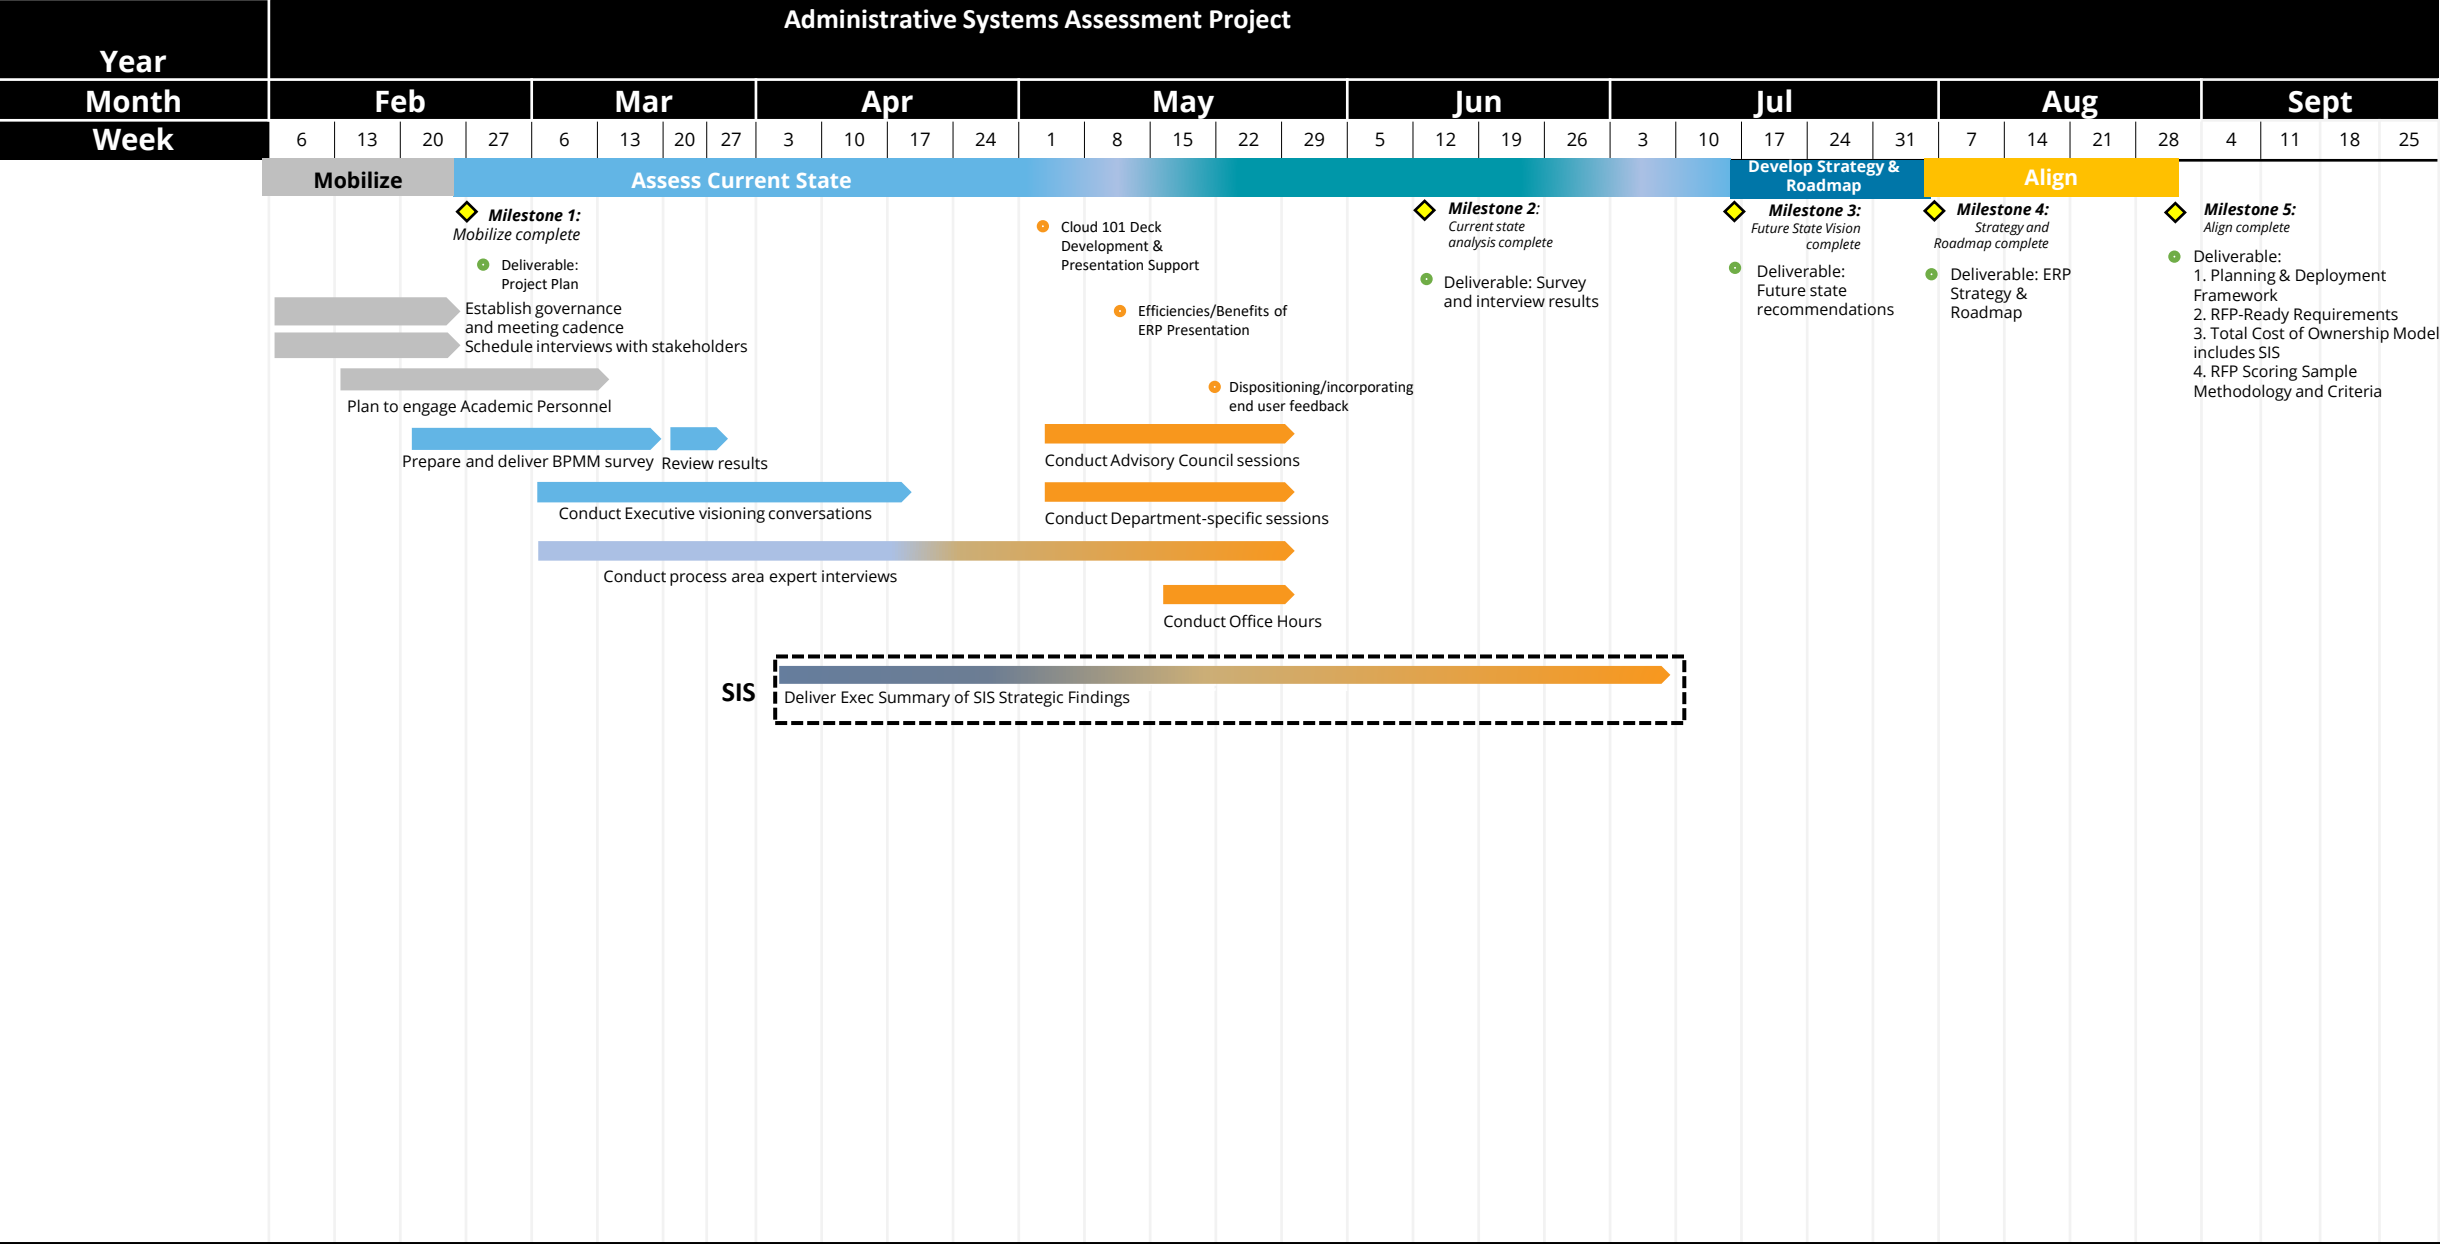 Administrative Systems Assessment Project
Year
Month Feb Mar Apr May Jun Jul Aug Sept
Week 6 13 20 27 6 13 20 27 3 10 17 24 1 8 15 22 29 5 12 19 26 3 10 17 24 31 7 14 21 28 4 11 18 25
Mobilize
Assess Current State
Develop Strategy &
Roadmap
Align
Milestone 1:
Mobilize complete
Deliverable:
Project Plan
Cloud 101 Deck
Development &
Presentation Support
Milestone 2:
Current state
analysis complete
Deliverable: Survey
and interview results
Milestone 3:
Future State Vision
complete
Deliverable:
Future state
recommendations
Milestone 4:
Strategy and
Roadmap complete
Deliverable: ERP
Strategy &
Roadmap
Milestone 5:
Align complete
Deliverable:
1. Planning & Deployment
Framework
2. RFP-Ready Requirements
3. Total Cost of Ownership Model
includes SIS
4. RFP Scoring Sample
Methodology and Criteria
Establish governance
and meeting cadence
Schedule interviews with stakeholders
Efficiencies/Benefits of
ERP Presentation
Plan to engage Academic Personnel
Dispositioning/incorporating
end user feedback
Prepare and deliver BPMM survey
Review results
Conduct Advisory Council sessions
Conduct Executive visioning conversations
Conduct Department-specific sessions
Conduct process area expert interviews
Conduct Office Hours
SIS
Deliver Exec Summary of SIS Strategic Findings